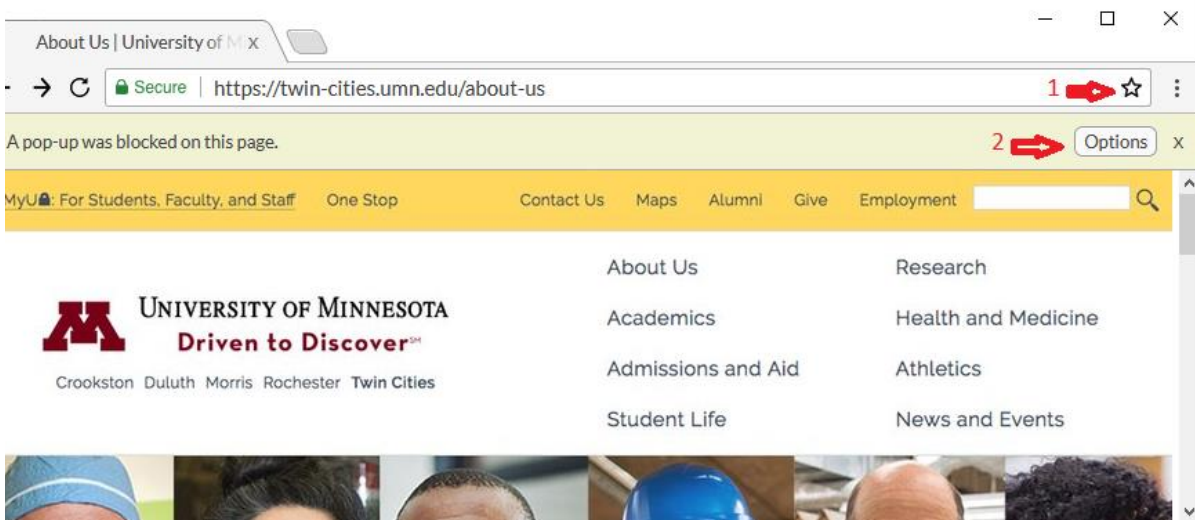 About Us | University of M x
Secure | https://twin-cities.umn.edu/about-us 1
A pop-up was blocked on this page. 2 Options x
MyU: For Students, Faculty, and Staff One Stop Contact Us Maps Alumni Give Employment
About Us Research
UNIVERSITY OF MINNESOTA
Driven to Discover℠
Academics Health and Medicine
Crookston Duluth Morris Rochester Twin Cities
Admissions and Aid Athletics
Student Life News and Events